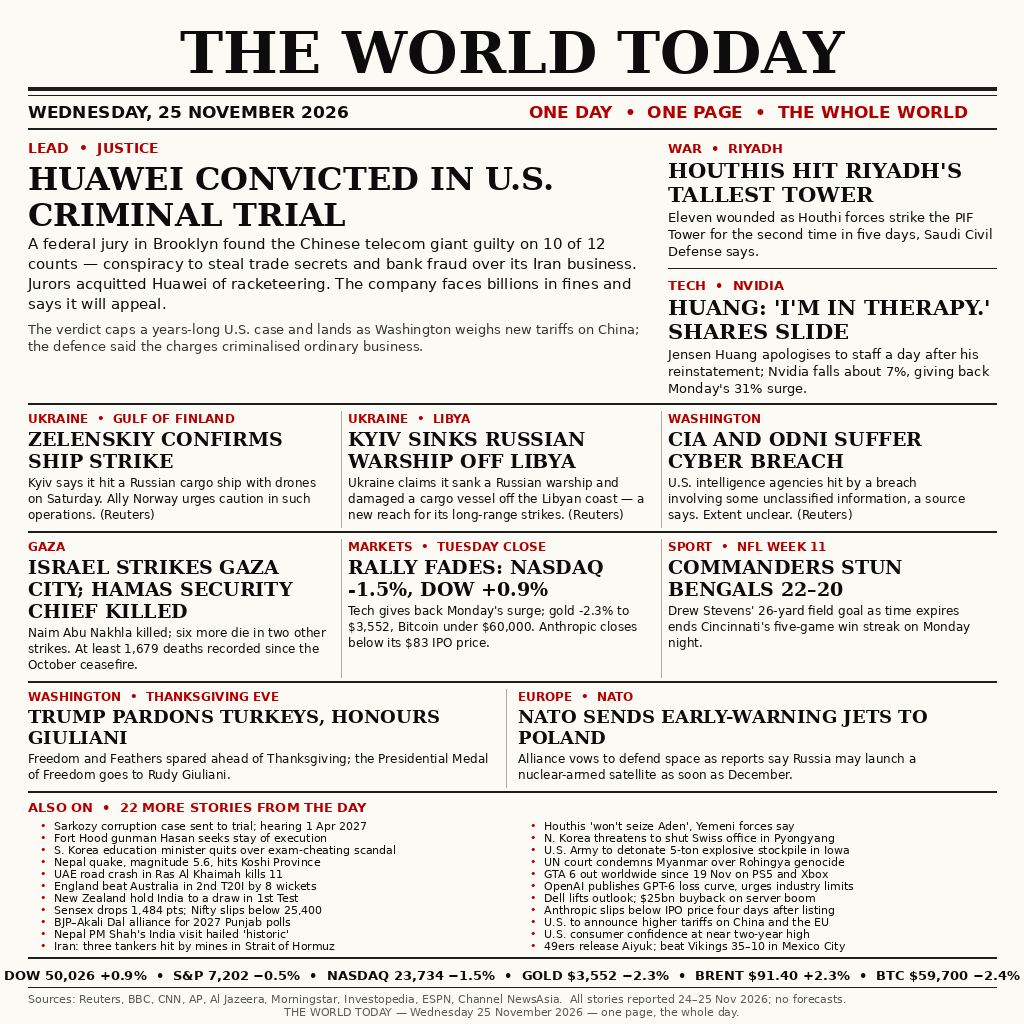 THE WORLD TODAY
WEDNESDAY, 25 NOVEMBER 2026
ONE DAY • ONE PAGE • THE WHOLE WORLD
LEAD • JUSTICE
HUAWEI CONVICTED IN U.S.
CRIMINAL TRIAL
A federal jury in Brooklyn found the Chinese telecom giant guilty on 10 of 12
counts — conspiracy to steal trade secrets and bank fraud over its Iran business.
Jurors acquitted Huawei of racketeering. The company faces billions in fines and
says it will appeal.
The verdict caps a years-long U.S. case and lands as Washington weighs new tariffs on China;
the defence said the charges criminalised ordinary business.
WAR • RIYADH
HOUTHIS HIT RIYADH'S
TALLEST TOWER
Eleven wounded as Houthi forces strike the PIF
Tower for the second time in five days, Saudi Civil
Defense says.
TECH • NVIDIA
HUANG: 'I'M IN THERAPY.'
SHARES SLIDE
Jensen Huang apologises to staff a day after his
reinstatement; Nvidia falls about 7%, giving back
Monday's 31% surge.
UKRAINE • GULF OF FINLAND
ZELENSKIY CONFIRMS
SHIP STRIKE
Kyiv says it hit a Russian cargo ship with drones
on Saturday. Ally Norway urges caution in such
operations. (Reuters)
UKRAINE • LIBYA
KYIV SINKS RUSSIAN
WARSHIP OFF LIBYA
Ukraine claims it sank a Russian warship and
damaged a cargo vessel off the Libyan coast — a
new reach for its long-range strikes. (Reuters)
WASHINGTON
CIA AND ODNI SUFFER
CYBER BREACH
U.S. intelligence agencies hit by a breach
involving some unclassified information, a source
says. Extent unclear. (Reuters)
GAZA
ISRAEL STRIKES GAZA
CITY; HAMAS SECURITY
CHIEF KILLED
Naim Abu Nakhla killed; six more die in two other
strikes. At least 1,679 deaths recorded since the
October ceasefire.
MARKETS • TUESDAY CLOSE
RALLY FADES: NASDAQ
-1.5%, DOW +0.9%
Tech gives back Monday's surge; gold -2.3% to
$3,552, Bitcoin under $60,000. Anthropic closes
below its $83 IPO price.
SPORT • NFL WEEK 11
COMMANDERS STUN
BENGALS 22–20
Drew Stevens' 26-yard field goal as time expires
ends Cincinnati's five-game win streak on Monday
night.
WASHINGTON • THANKSGIVING EVE
TRUMP PARDONS TURKEYS, HONOURS
GIULIANI
Freedom and Feathers spared ahead of Thanksgiving; the Presidential Medal
of Freedom goes to Rudy Giuliani.
EUROPE • NATO
NATO SENDS EARLY-WARNING JETS TO
POLAND
Alliance vows to defend space as reports say Russia may launch a
nuclear-armed satellite as soon as December.
ALSO ON • 22 MORE STORIES FROM THE DAY
• Sarkozy corruption case sent to trial; hearing 1 Apr 2027
• Fort Hood gunman Hasan seeks stay of execution
• S. Korea education minister quits over exam-cheating scandal
• Nepal quake, magnitude 5.6, hits Koshi Province
• UAE road crash in Ras Al Khaimah kills 11
• England beat Australia in 2nd T20I by 8 wickets
• New Zealand hold India to a draw in 1st Test
• Sensex drops 1,484 pts; Nifty slips below 25,400
• BJP–Akali Dal alliance for 2027 Punjab polls
• Nepal PM Shah's India visit hailed 'historic'
• Iran: three tankers hit by mines in Strait of Hormuz
• Houthis 'won't seize Aden', Yemeni forces say
• N. Korea threatens to shut Swiss office in Pyongyang
• U.S. Army to detonate 5-ton explosive stockpile in Iowa
• UN court condemns Myanmar over Rohingya genocide
• GTA 6 out worldwide since 19 Nov on PS5 and Xbox
• OpenAI publishes GPT-6 loss curve, urges industry limits
• Dell lifts outlook; $25bn buyback on server boom
• Anthropic slips below IPO price four days after listing
• U.S. to announce higher tariffs on China and the EU
• U.S. consumer confidence at near two-year high
• 49ers release Aiyuk; beat Vikings 35–10 in Mexico City
DOW 50,026 +0.9% • S&P 7,202 −0.5% • NASDAQ 23,734 −1.5% • GOLD $3,552 −2.3% • BRENT $91.40 +2.3% • BTC $59,700 −2.4%
Sources: Reuters, BBC, CNN, AP, Al Jazeera, Morningstar, Investopedia, ESPN, Channel NewsAsia. All stories reported 24–25 Nov 2026; no forecasts.
THE WORLD TODAY — Wednesday 25 November 2026 — one page, the whole day.